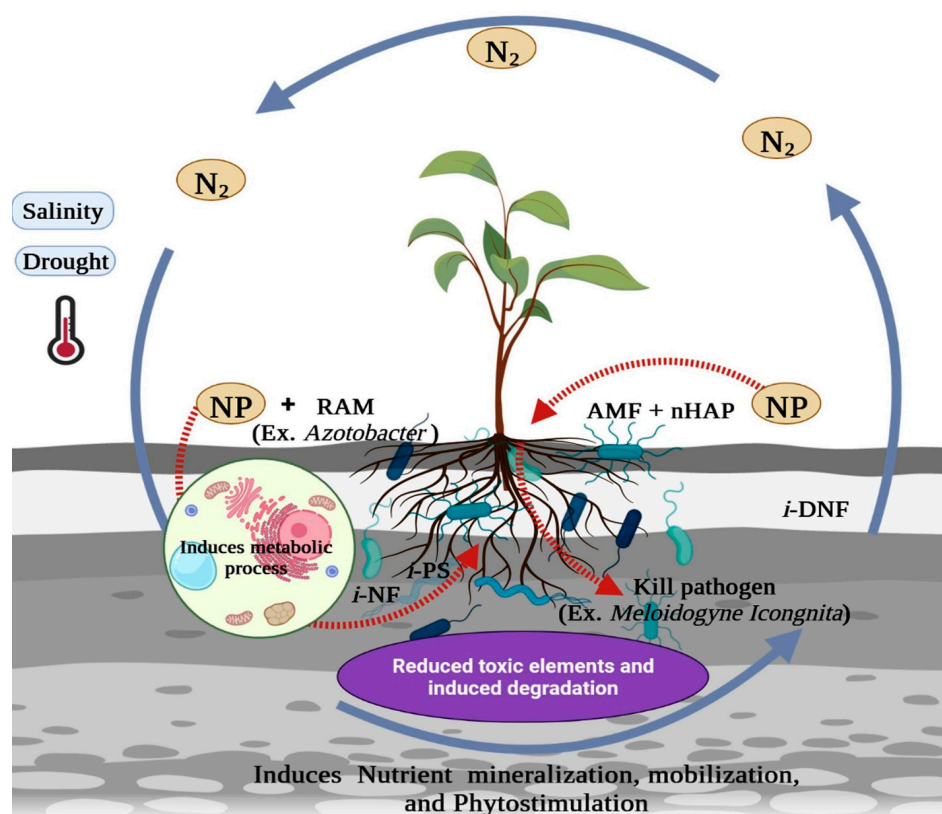 N₂
N₂
N₂
Salinity
Drought
NP + RAM
(Ex. Azotobacter)
AMF + nHAP
NP
i-DNF
Induces metabolic
process
i-PS
i-NF
Kill pathogen
(Ex. Meloidogyne Icongnita)
Reduced toxic elements and
induced degradation
Induces Nutrient mineralization, mobilization,
and Phytostimulation